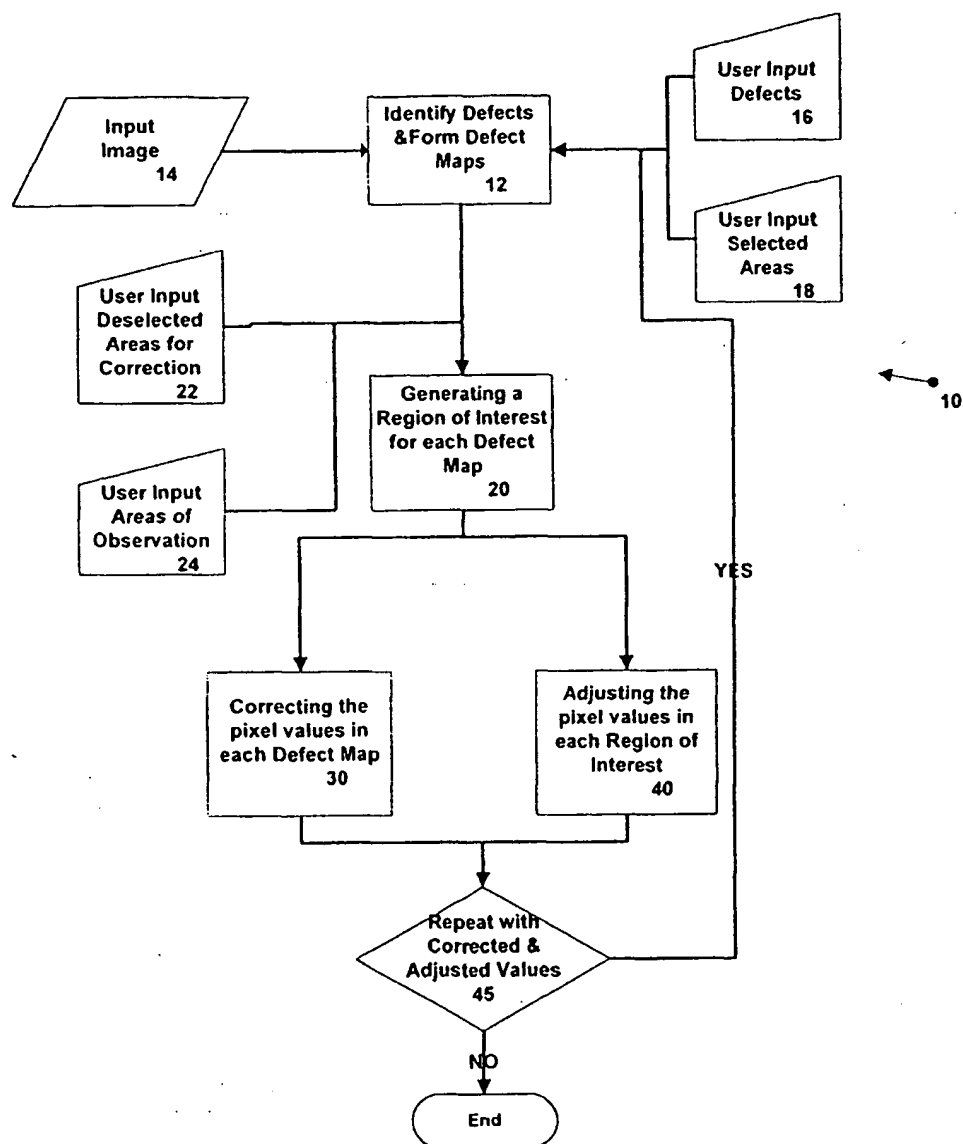 User Input
Defects
16
Input
Image
14
Identify Defects
&Form Defect
Maps
12
User Input
Selected
Areas
18
User Input
Deselected
Areas for
Correction
22
Generating a
Region of Interest
for each Defect
Map
20
10
User Input
Areas of
Observation
24
YES
Correcting the
pixel values in
each Defect Map
30
Adjusting the
pixel values in
each Region of
Interest
40
Repeat with
Corrected &
Adjusted Values
45
NO
End